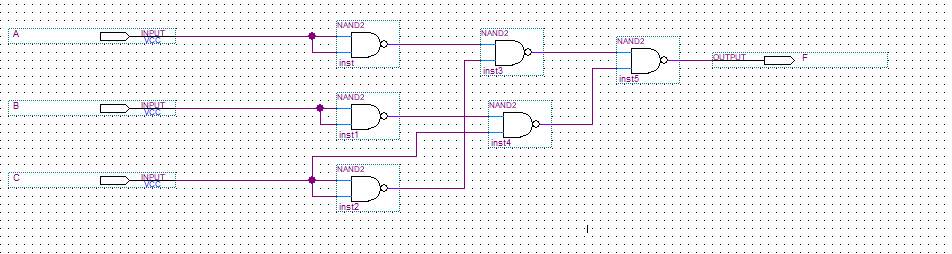 NAND2
A INPUT
VCC
inst
NAND2
inst3
NAND2
OUTPUT F
inst5
NAND2
B INPUT
VCC
inst1
NAND2
inst4
NAND2
C INPUT
VCC
inst2